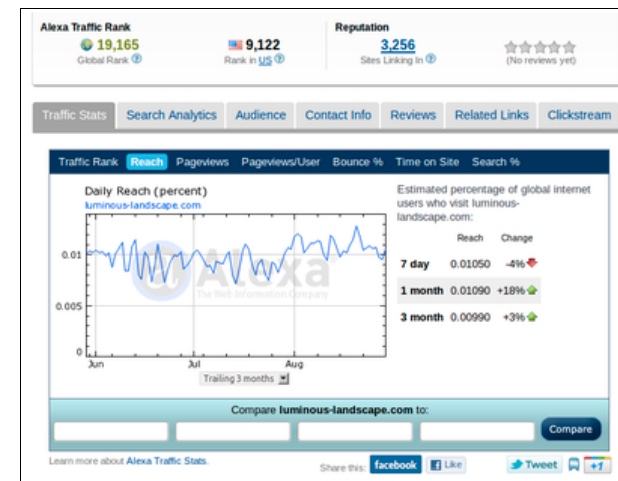 Alexa Traffic Rank
Reputation
19,165
9,122
3,256
Global Rank
Rank in US
Sites Linking In
(No reviews yet)
Traffic Stats Search Analytics Audience Contact Info Reviews Related Links Clickstream
Traffic Rank Reach Pageviews Pageviews/User Bounce % Time on Site Search %
Daily Reach (percent)
luminous-landscape.com
0.01
0.005
0
Jun Jul Aug
Alexa
The Web Information Company
Trailing 3 months
Estimated percentage of global internet
users who visit luminous-
landscape.com:
Reach Change
7 day 0.01050 -4%
1 month 0.01090 +18%
3 month 0.00990 +3%
Compare luminous-landscape.com to:
Compare
Learn more about Alexa Traffic Stats.
Share this: facebook Like Tweet +1